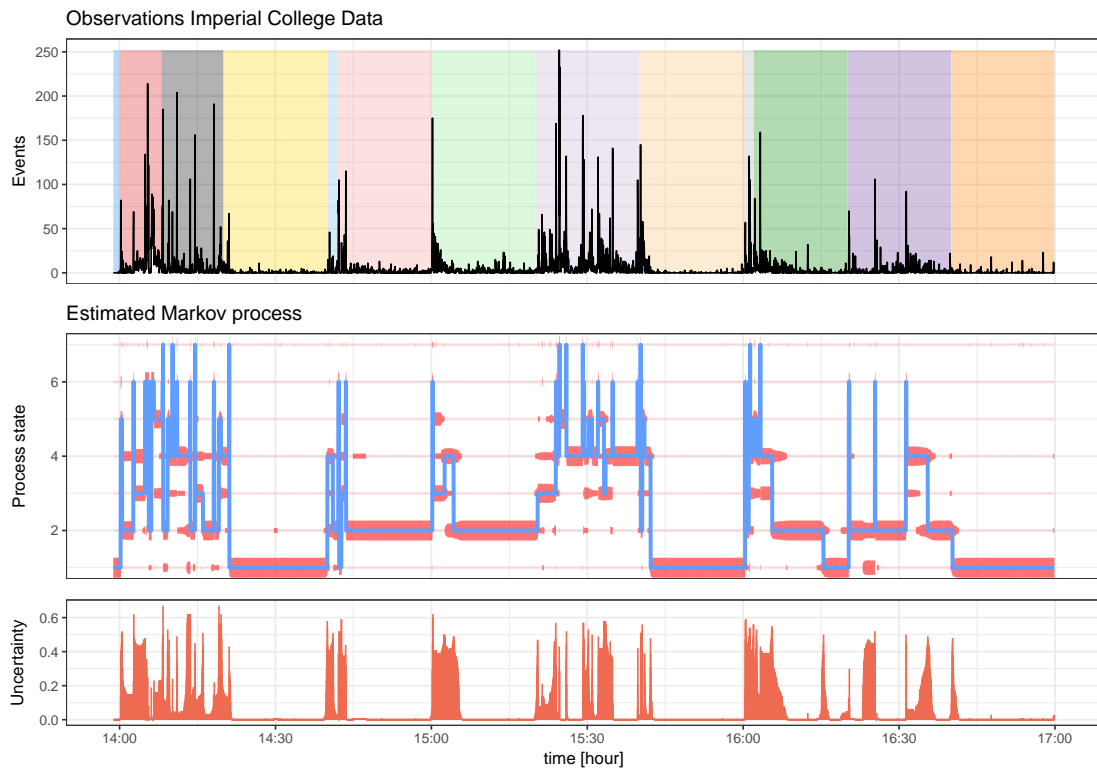 Observations Imperial College Data
250
200
150
100
50
0
Events
Estimated Markov process
6
4
2
Process state
0.6
0.4
0.2
0.0
Uncertainty
14:00 14:30 15:00 15:30 16:00 16:30 17:00
time [hour]